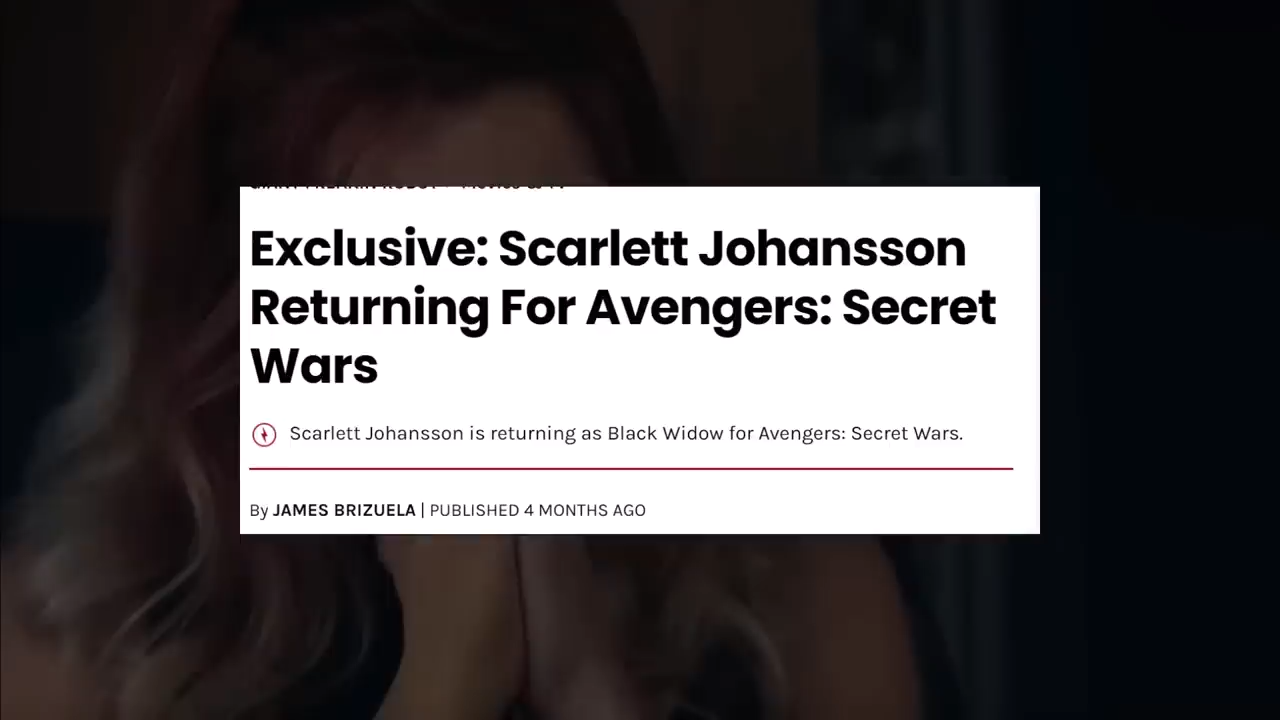 Exclusive: Scarlett Johansson
Returning For Avengers: Secret
Wars
Scarlett Johansson is returning as Black Widow for Avengers: Secret Wars.
By JAMES BRIZUELA | PUBLISHED 4 MONTHS AGO